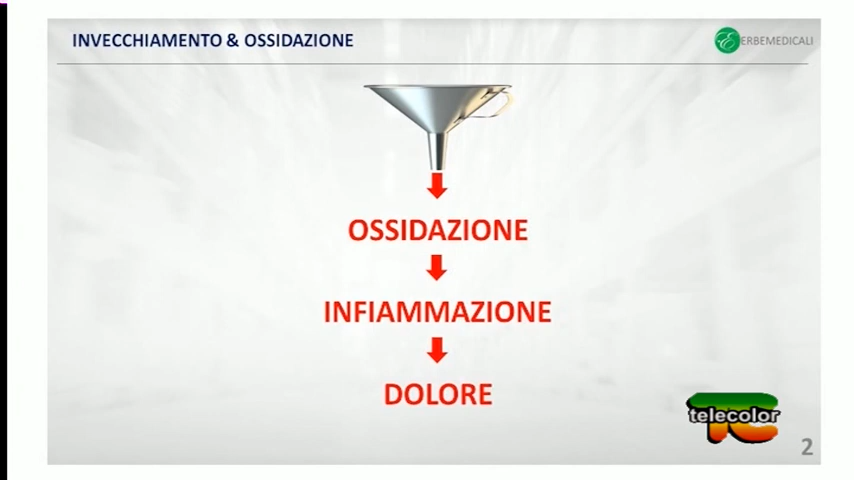 INVECCHIAMENTO & OSSIDAZIONE
ERBEMEDICALI
OSSIDAZIONE
INFIAMMAZIONE
DOLORE
telecolor
2